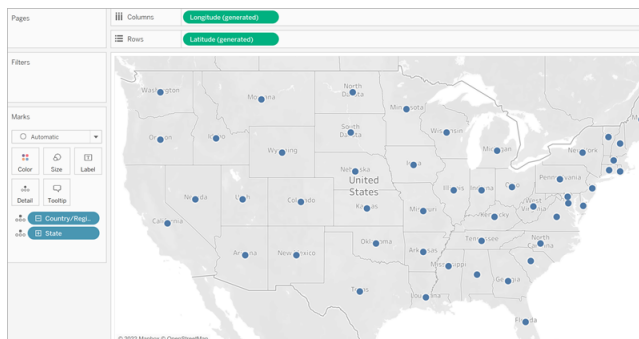 Pages
Columns
Longitude (generated)
Rows
Latitude (generated)
Filters
Marks
Automatic
Color
Size
Label
Detail
Tooltip
Country/Regi..
State
Washington
Montana
North
Dakota
Minnesota
Oregon
Idaho
South
Dakota
Wisconsin
Wyoming
Michigan
New York
Nebraska
Iowa
United
States
Pennsylvania
Nevada
Utah
Colorado
Illinois
Indiana
Ohio
Kansas
Missouri
West
Virginia
California
Kentucky
Oklahoma
Tennessee
North
Carolina
Arizona
New Mexico
Arkansas
Mississippi
Georgia
Texas
Louisiana
Florida
© 2022 Mapbox © OpenStreetMap